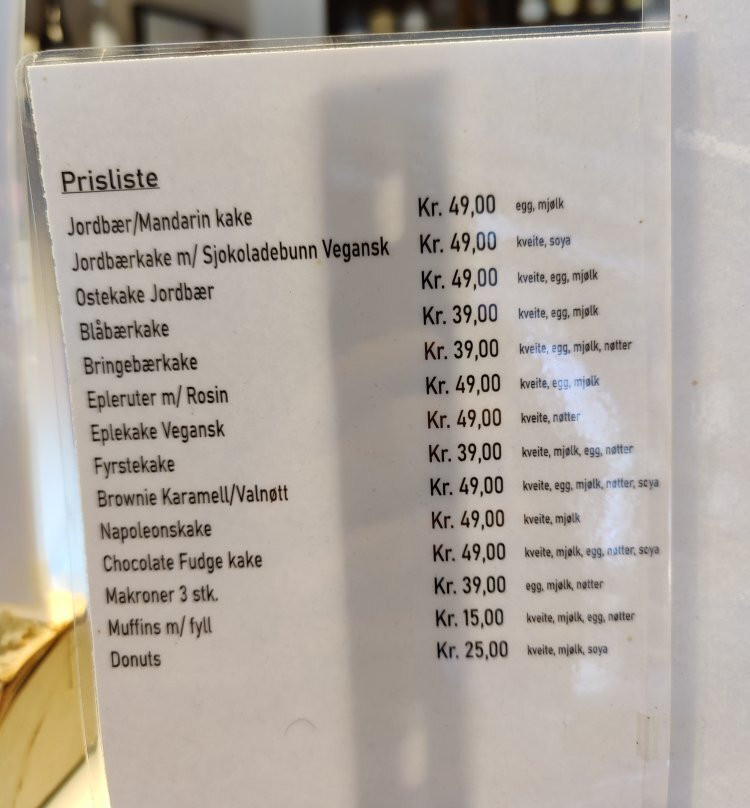 Prisliste
Jordbær/Mandarin kake Kr. 49,00 egg, mjølk
Jordbærkake m/ Sjokoladebunn Vegansk Kr. 49,00 kveite, soya
Ostekake Jordbær Kr. 49,00 kveite, egg, mjølk
Blåbærkake Kr. 39,00 kveite, egg, mjølk
Bringebærkake Kr. 39,00 kveite, egg, mjølk, nøtter
Epleruter m/ Rosin Kr. 49,00 kveite, egg, mjølk
Eplekake Vegansk Kr. 49,00 kveite, nøtter
Fyrstekake Kr. 39,00 kveite, mjølk, egg, nøtter
Brownie Karamell/Valnøtt Kr. 49,00 kveite, egg, mjølk, nøtter, soya
Napoleonskake Kr. 49,00 kveite, mjølk
Chocolate Fudge kake Kr. 49,00 kveite, mjølk, egg, nøtter, soya
Makroner 3 stk. Kr. 39,00 egg, mjølk, nøtter
Muffins m/ fyll Kr. 15,00 kveite, mjølk, egg, nøtter
Donuts Kr. 25,00 kveite, mjølk, soya